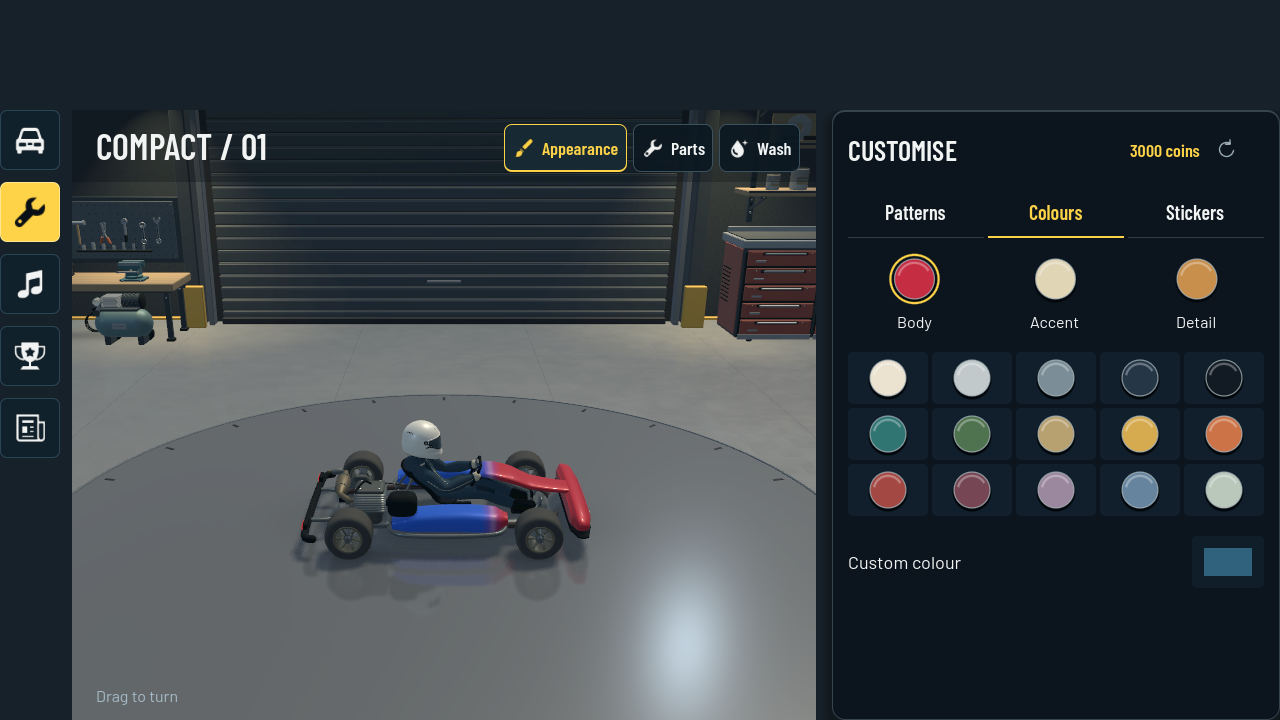 COMPACT / 01
Appearance
Parts
Wash
CUSTOMISE
3000 coins
Patterns
Colours
Stickers
Body
Accent
Detail
Custom colour
Drag to turn